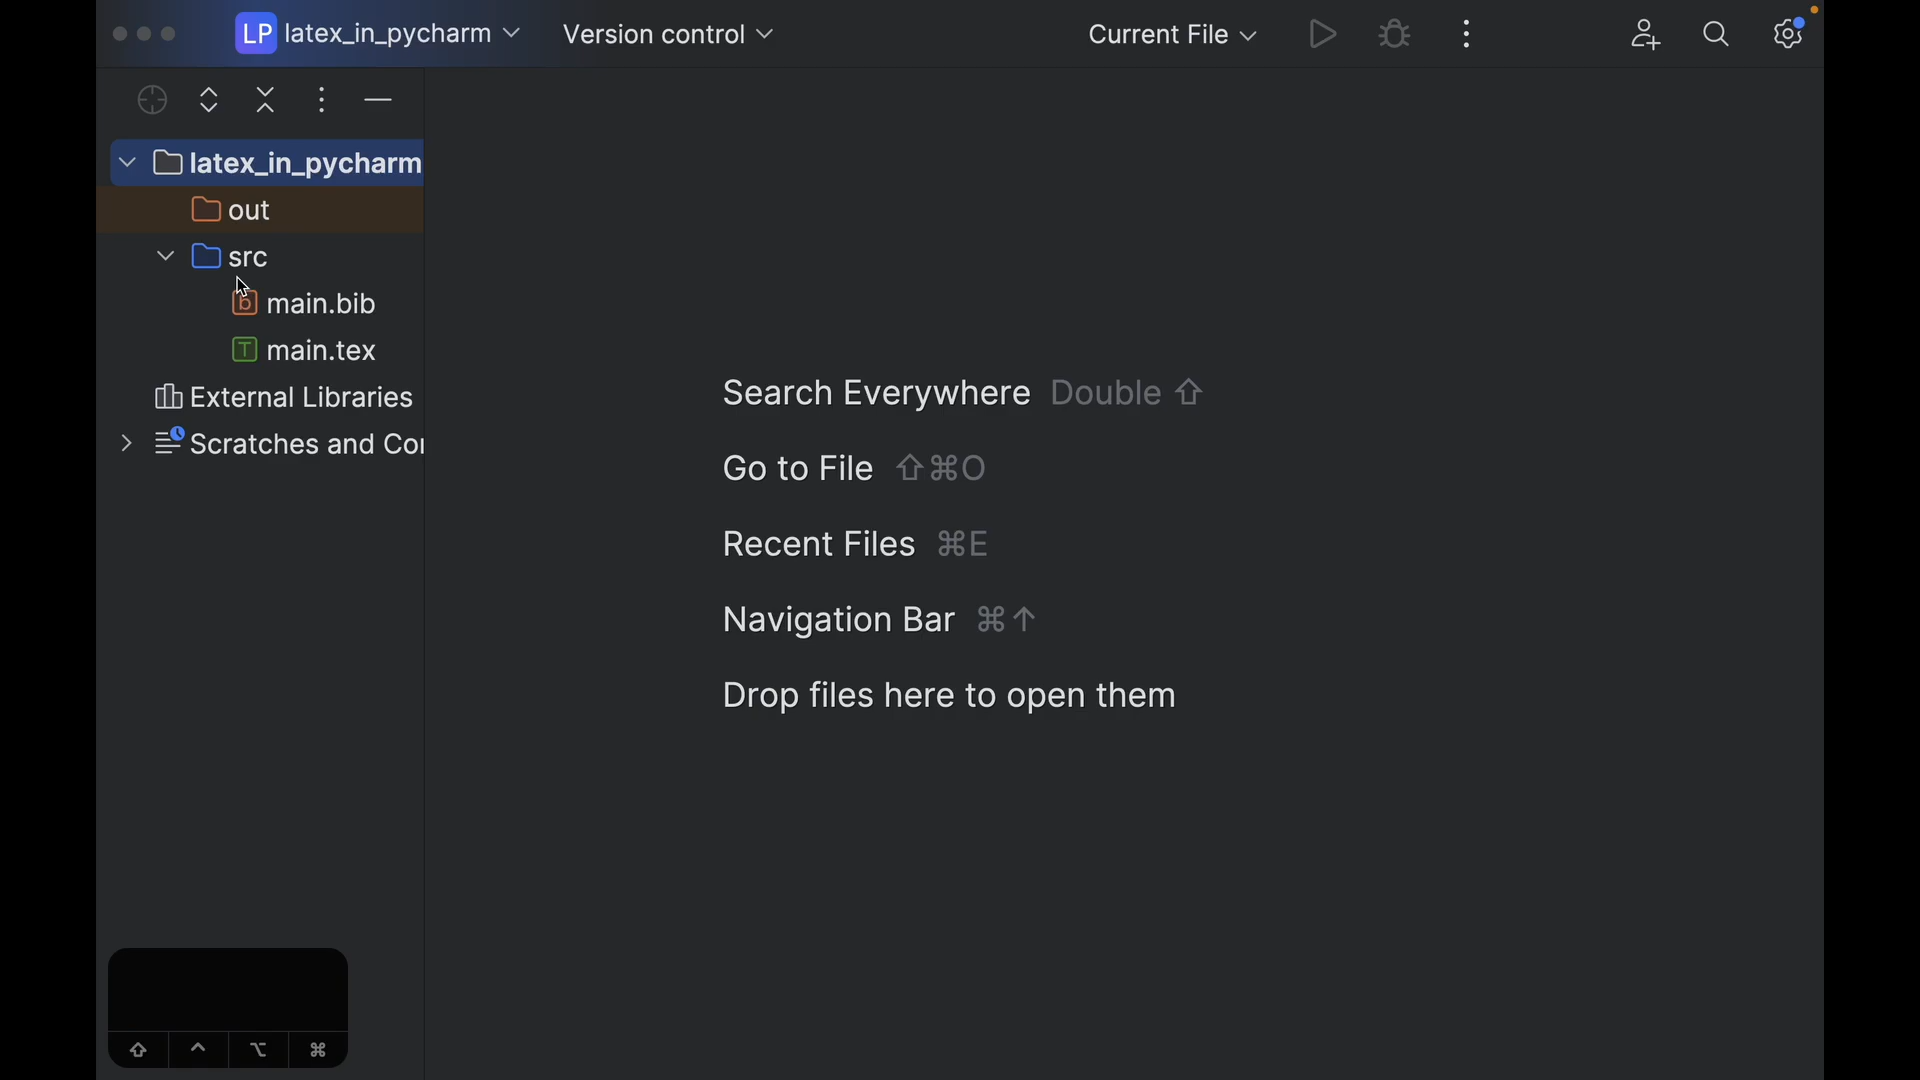 LP latex_in_pycharm Version control Current File
latex_in_pycharm
out
src
b main.bib
T main.tex
External Libraries
Scratches and Cor
Search Everywhere Double ⇧
Go to File ⇧⌘O
Recent Files ⌘E
Navigation Bar ⌘↑
Drop files here to open them
⇧ ^ ⌥ ⌘